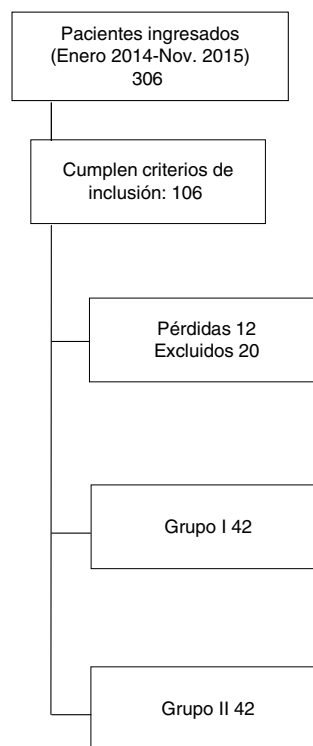 Pacientes ingresados
(Enero 2014-Nov. 2015)
306
Cumplen criterios de
inclusión: 106
Pérdidas 12
Excluidos 20
Grupo I 42
Grupo II 42